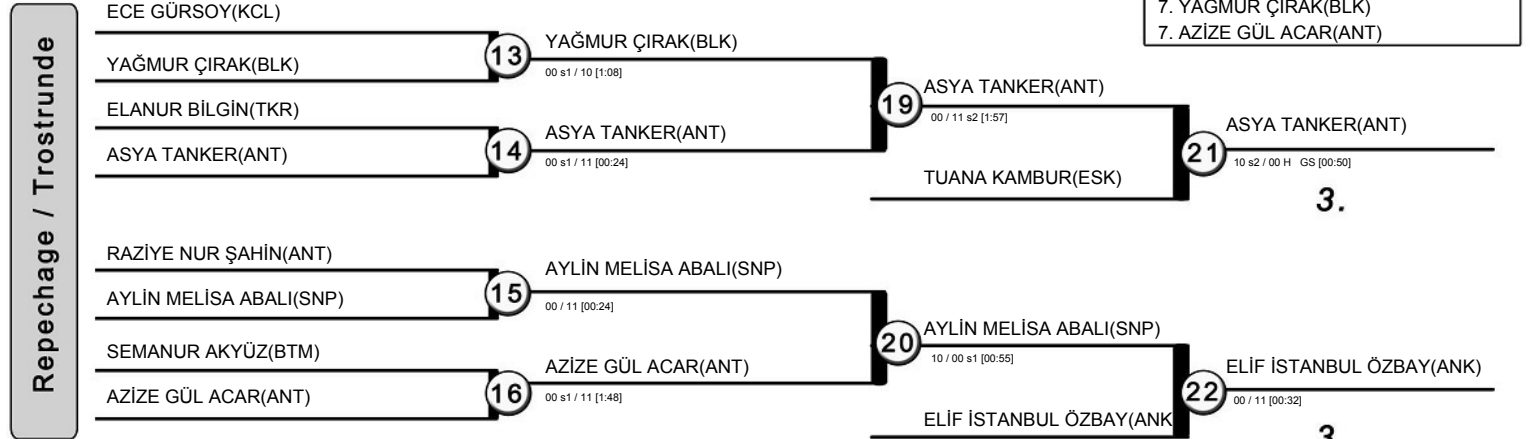 ECE GÜRSOY(KCL)
7. YAĞMUR ÇIRAK(BLK)
7. AZİZE GÜL ACAR(ANT)
Repechage / Trostrunde
YAĞMUR ÇIRAK(BLK)
13
YAĞMUR ÇIRAK(BLK)
00 s1 / 10 [1:08]
ELANUR BİLGİN(TKR)
ASYA TANKER(ANT)
14
ASYA TANKER(ANT)
00 s1 / 11 [00:24]
19
ASYA TANKER(ANT)
00 / 11 s2 [1:57]
TUANA KAMBUR(ESK)
21
ASYA TANKER(ANT)
10 s2 / 00 H GS [00:50]
3.
RAZİYE NUR ŞAHİN(ANT)
AYLİN MELİSA ABALI(SNP)
15
AYLİN MELİSA ABALI(SNP)
00 / 11 [00:24]
SEMANUR AKYÜZ(BTM)
AZİZE GÜL ACAR(ANT)
16
AZİZE GÜL ACAR(ANT)
00 s1 / 11 [1:48]
20
AYLİN MELİSA ABALI(SNP)
10 / 00 s1 [00:55]
ELİF İSTANBUL ÖZBAY(ANK
22
ELİF İSTANBUL ÖZBAY(ANK)
00 / 11 [00:32]
3